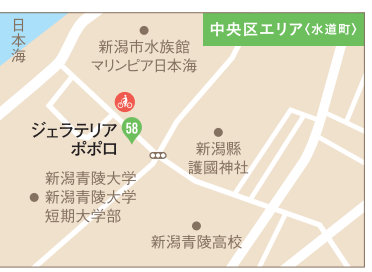 日本海
中央区エリア〈水道町〉
新潟市水族館
マリンピア日本海
ジェラテリア
ポポロ
58
新潟縣
護國神社
新潟青陵大学
新潟青陵大学
短期大学部
新潟青陵高校